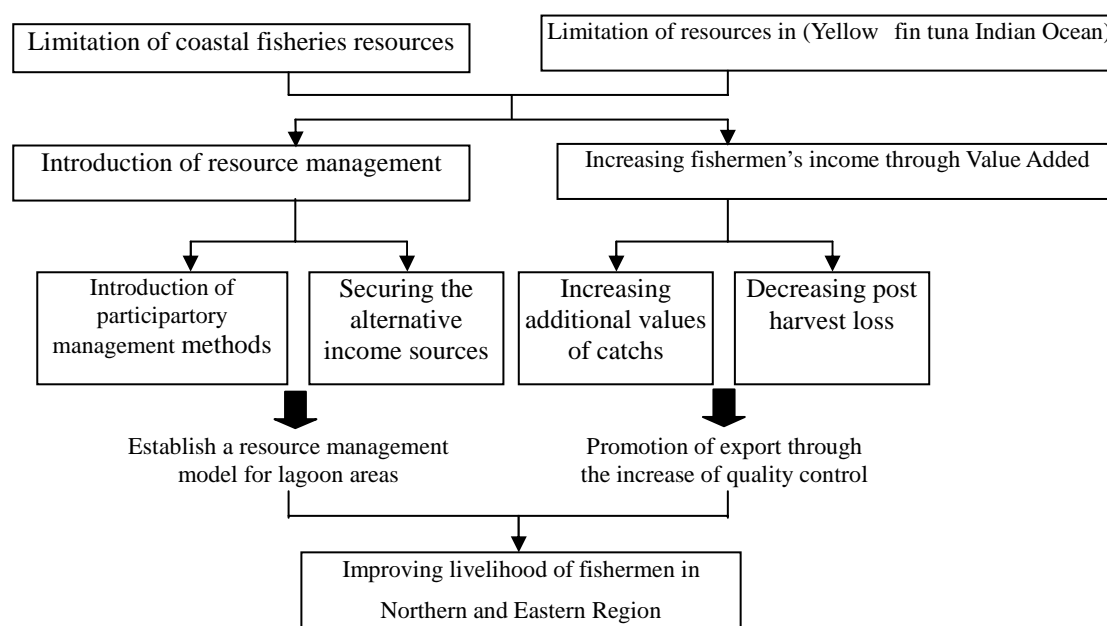 Limitation of coastal fisheries resources
Limitation of resources in (Yellow fin tuna Indian Ocean)
Introduction of resource management
Increasing fishermen’s income through Value Added
Introduction of
participartory
management methods
Securing the
alternative
income sources
Increasing
additional values
of catchs
Decreasing post
harvest loss
Establish a resource management
model for lagoon areas
Promotion of export through
the increase of quality control
Improving livelihood of fishermen in
Northern and Eastern Region